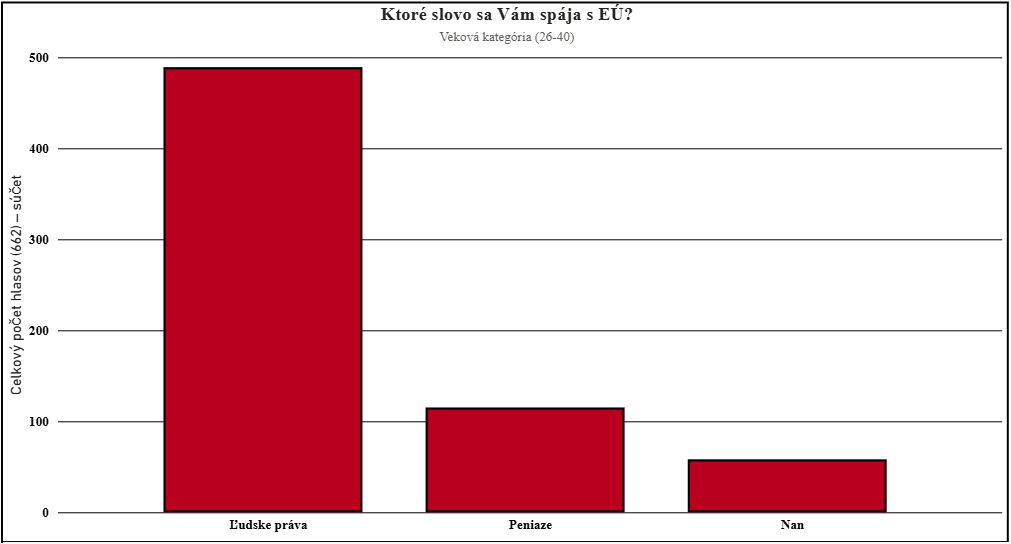 Ktoré slovo sa Vám spája s EÚ?
Veková kategória (26-40)
Celkový počet hlasov (662) – súčet
500
400
300
200
100
0
Ľudske práva
Peniaze
Nan